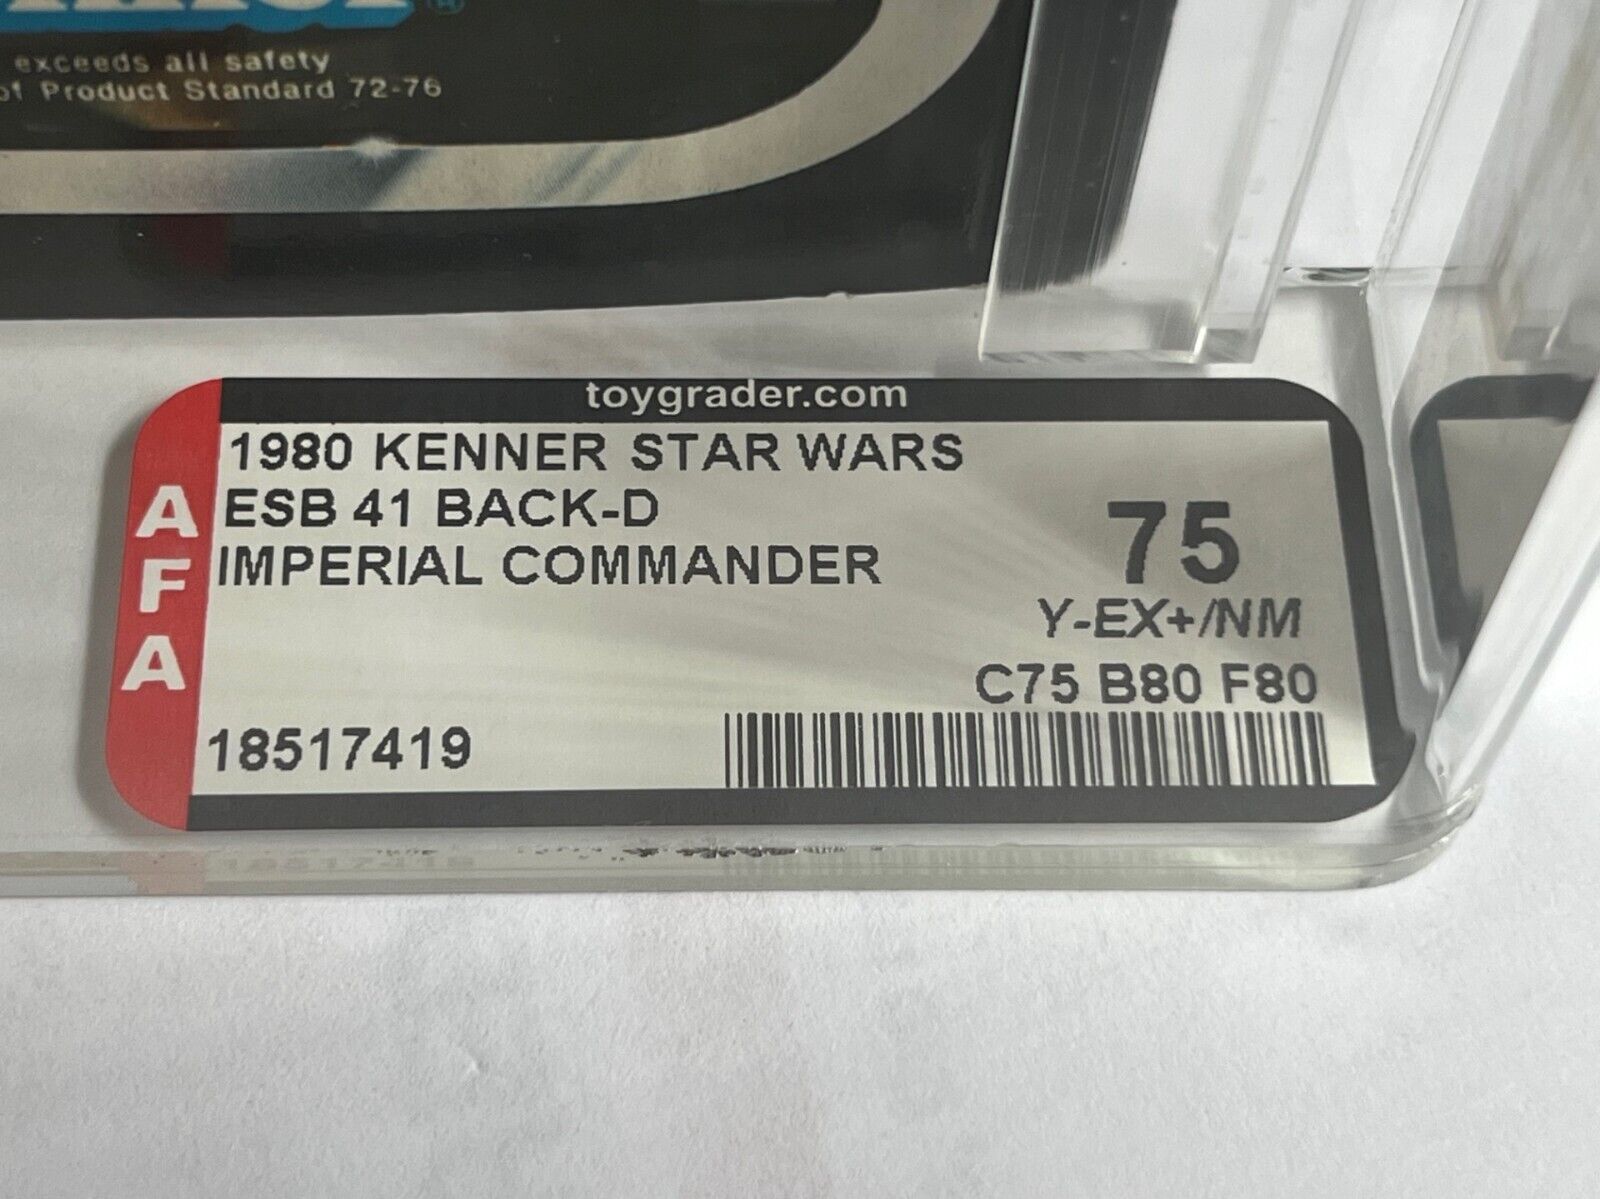 exceeds all safety
of Product Standard 72-76
toygrader.com
1980 KENNER STAR WARS
ESB 41 BACK-D
IMPERIAL COMMANDER
AFA
75
Y-EX+/NM
C75 B80 F80
18517419